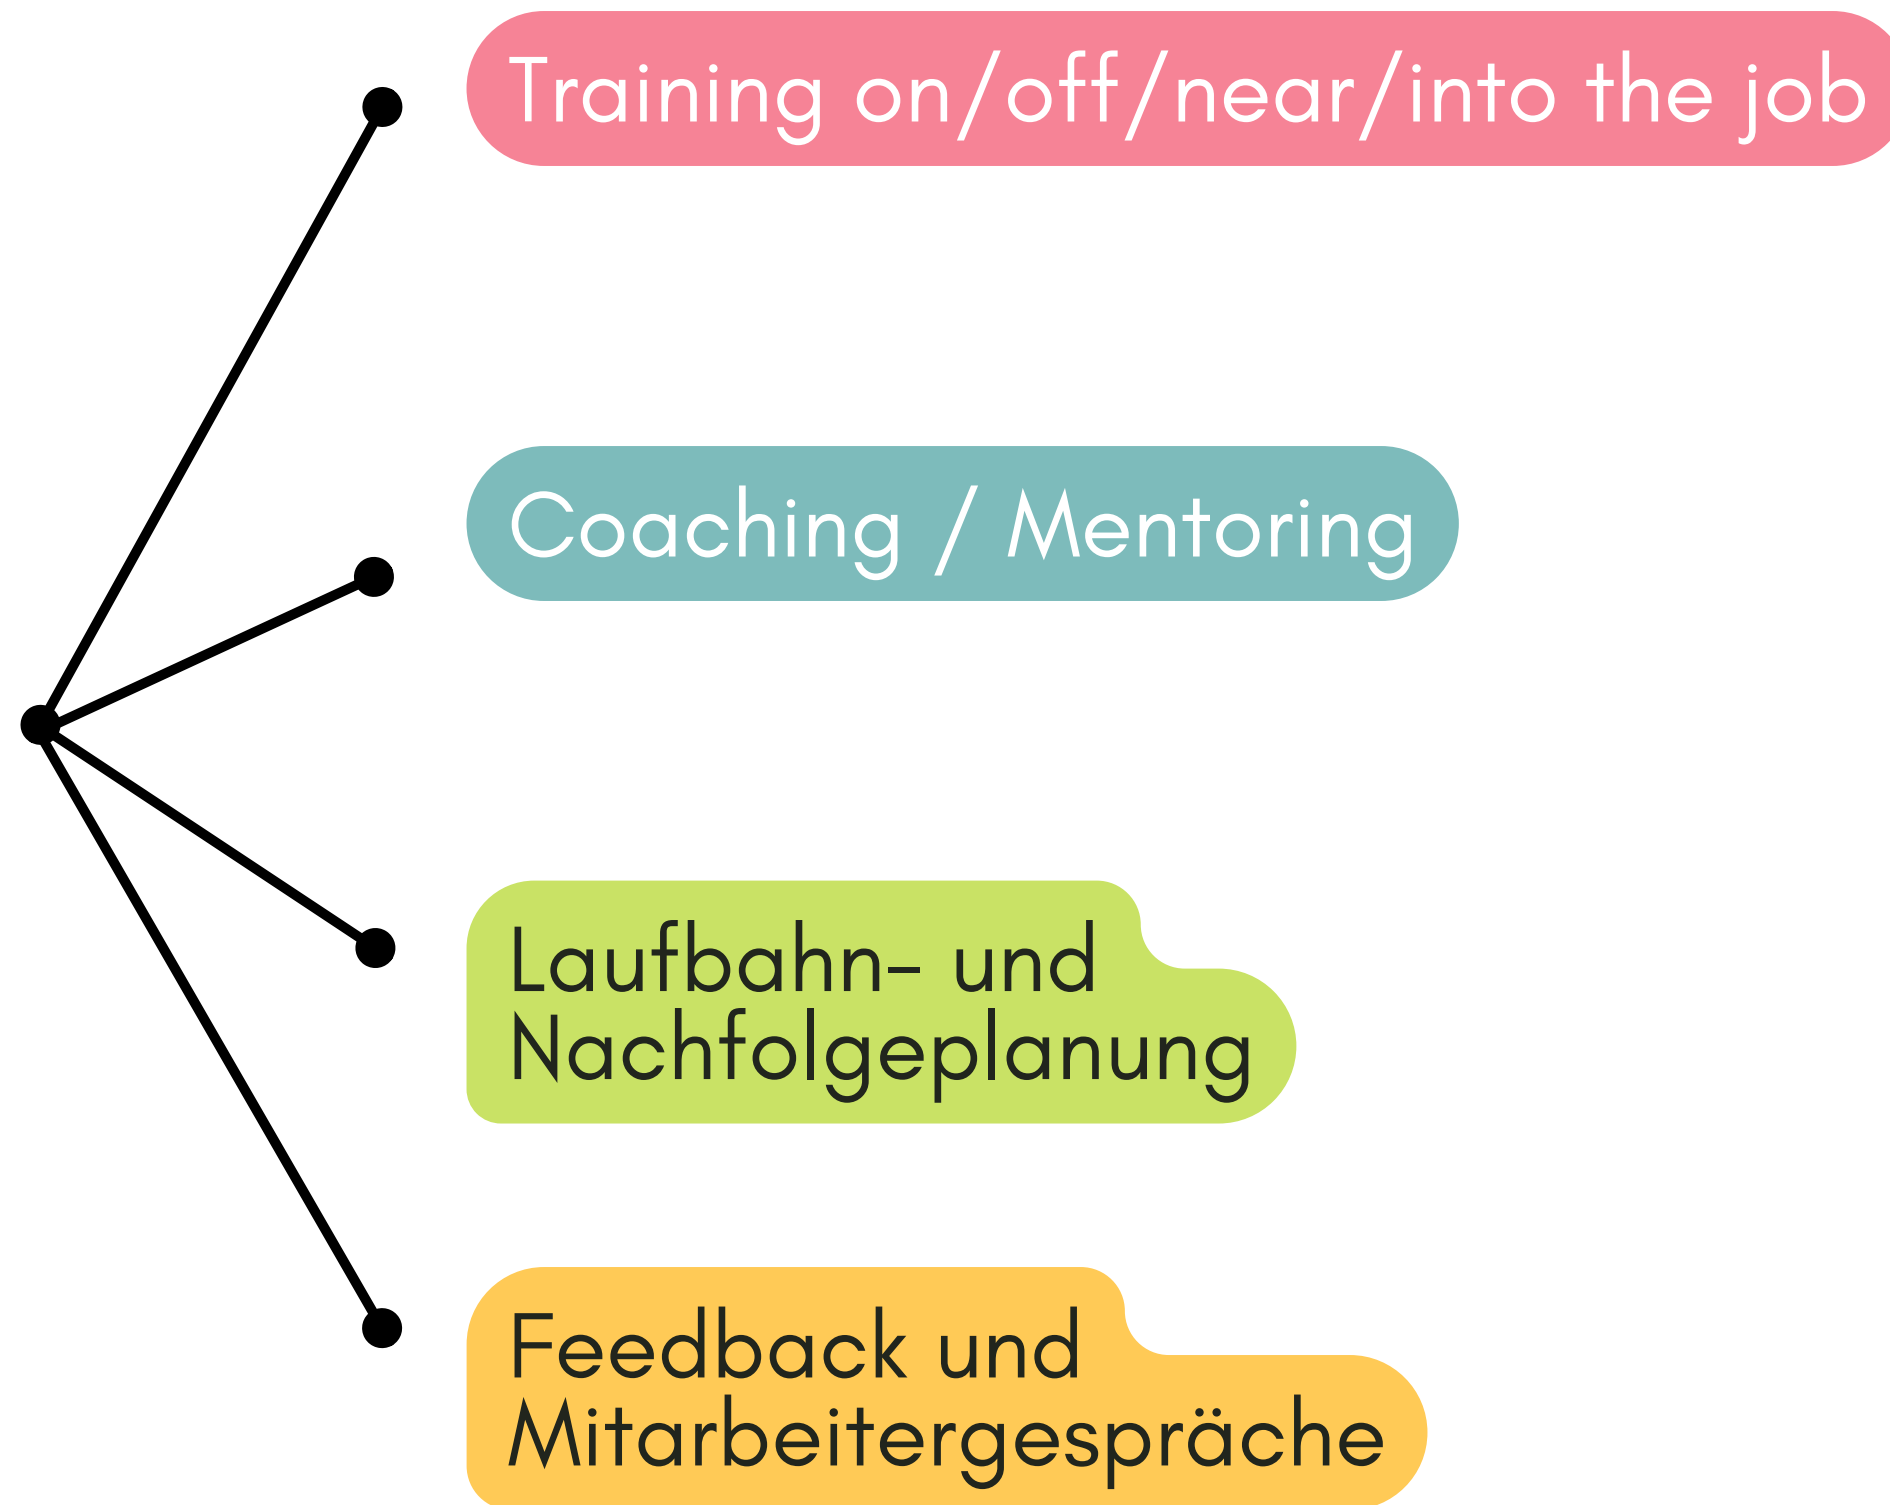 Training on/off/near/into the job
Coaching / Mentoring
Laufbahn- und
Nachfolgeplanung
Feedback und
Mitarbeitergespräche